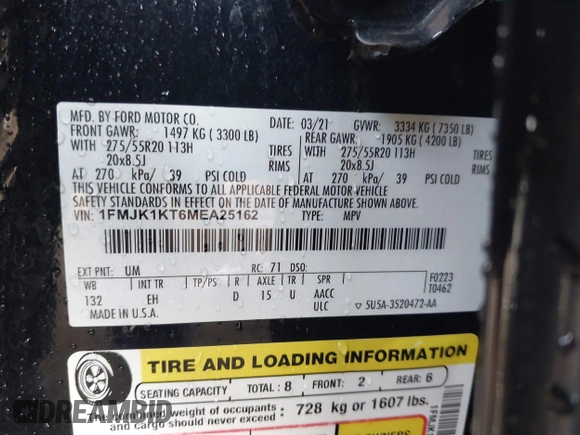 MFD. BY FORD MOTOR CO. DATE: 03/21 GVWR: 3334 KG ( 7350 LB)
FRONT GAWR: 1497 KG ( 3300 LB) REAR GAWR: 1905 KG ( 4200 LB)
WITH 275/55R20 113H TIRES WITH 275/55R20 113H TIRES
20x8.5J RIMS 20x8.5J RIMS
AT 270 kPa/ 39 PSI COLD AT 270 kPa/ 39 PSI COLD
THIS VEHICLE CONFORMS TO ALL APPLICABLE FEDERAL MOTOR VEHICLE
SAFETY STANDARDS IN EFFECT ON THE DATE OF MANUFACTURE SHOWN ABOVE.
VIN: 1FMJK1KT6MEA25162 TYPE: MPV
EXT PNT: UM RC: 71 DSO:
WB INT TR TP/PS R AXLE TR SPR F0223
132 EH D 15 U AACC T0462
MADE IN U.S.A. ULC 5U5A-3520472-AA
TIRE AND LOADING INFORMATION
SEATING CAPACITY TOTAL: 8 FRONT: 2 REAR: 6
The combined weight of occupants and cargo should never exceed: 728 kg or 1607 lbs.
DREAMBID